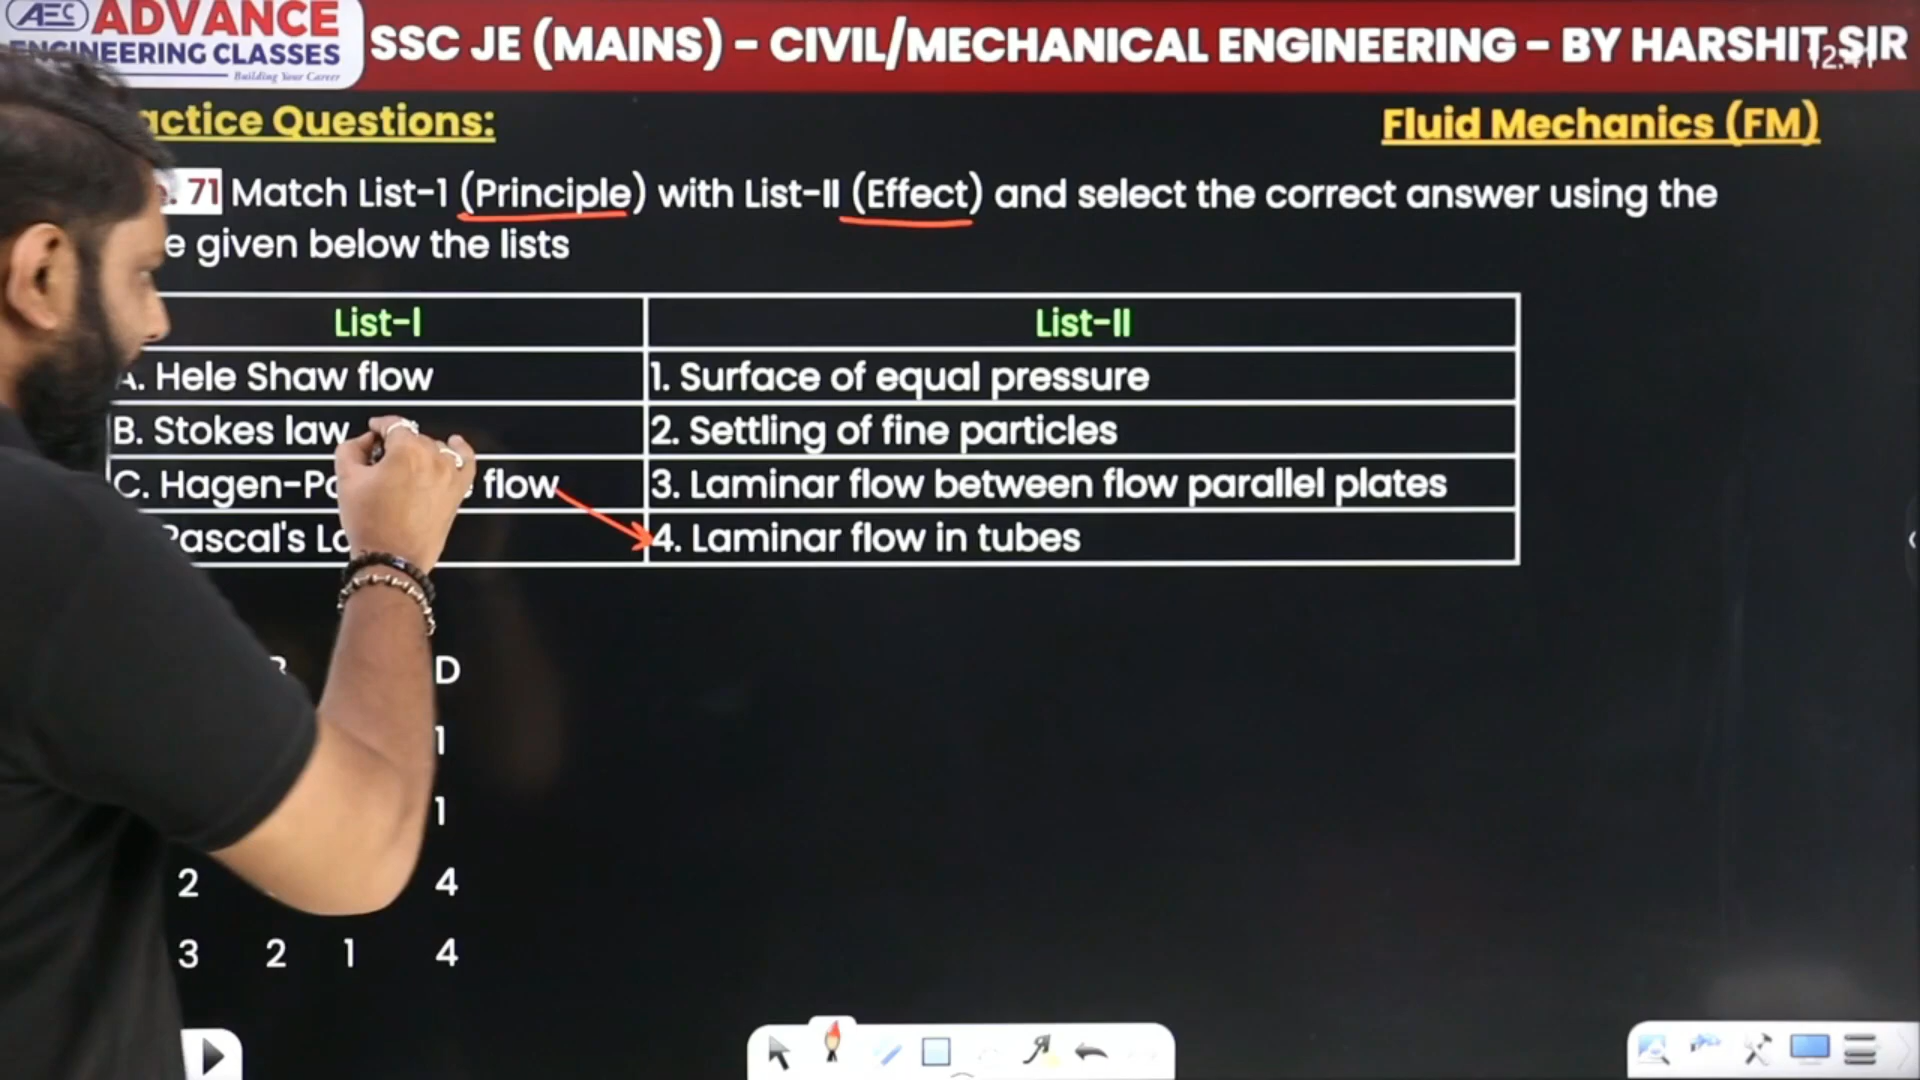 AEC ADVANCE
ENGINEERING CLASSES
Building Your Career
SSC JE (MAINS) - CIVIL/MECHANICAL ENGINEERING - BY HARSHIT SIR
actice Questions:
Fluid Mechanics (FM)
. 71 Match List-1 (Principle) with List-II (Effect) and select the correct answer using the
e given below the lists
List-I List-II
A. Hele Shaw flow 1. Surface of equal pressure
B. Stokes law 2. Settling of fine particles
C. Hagen-Po flow 3. Laminar flow between flow parallel plates
Pascal's La 4. Laminar flow in tubes
D
1
1
2 4
3 2 1 4